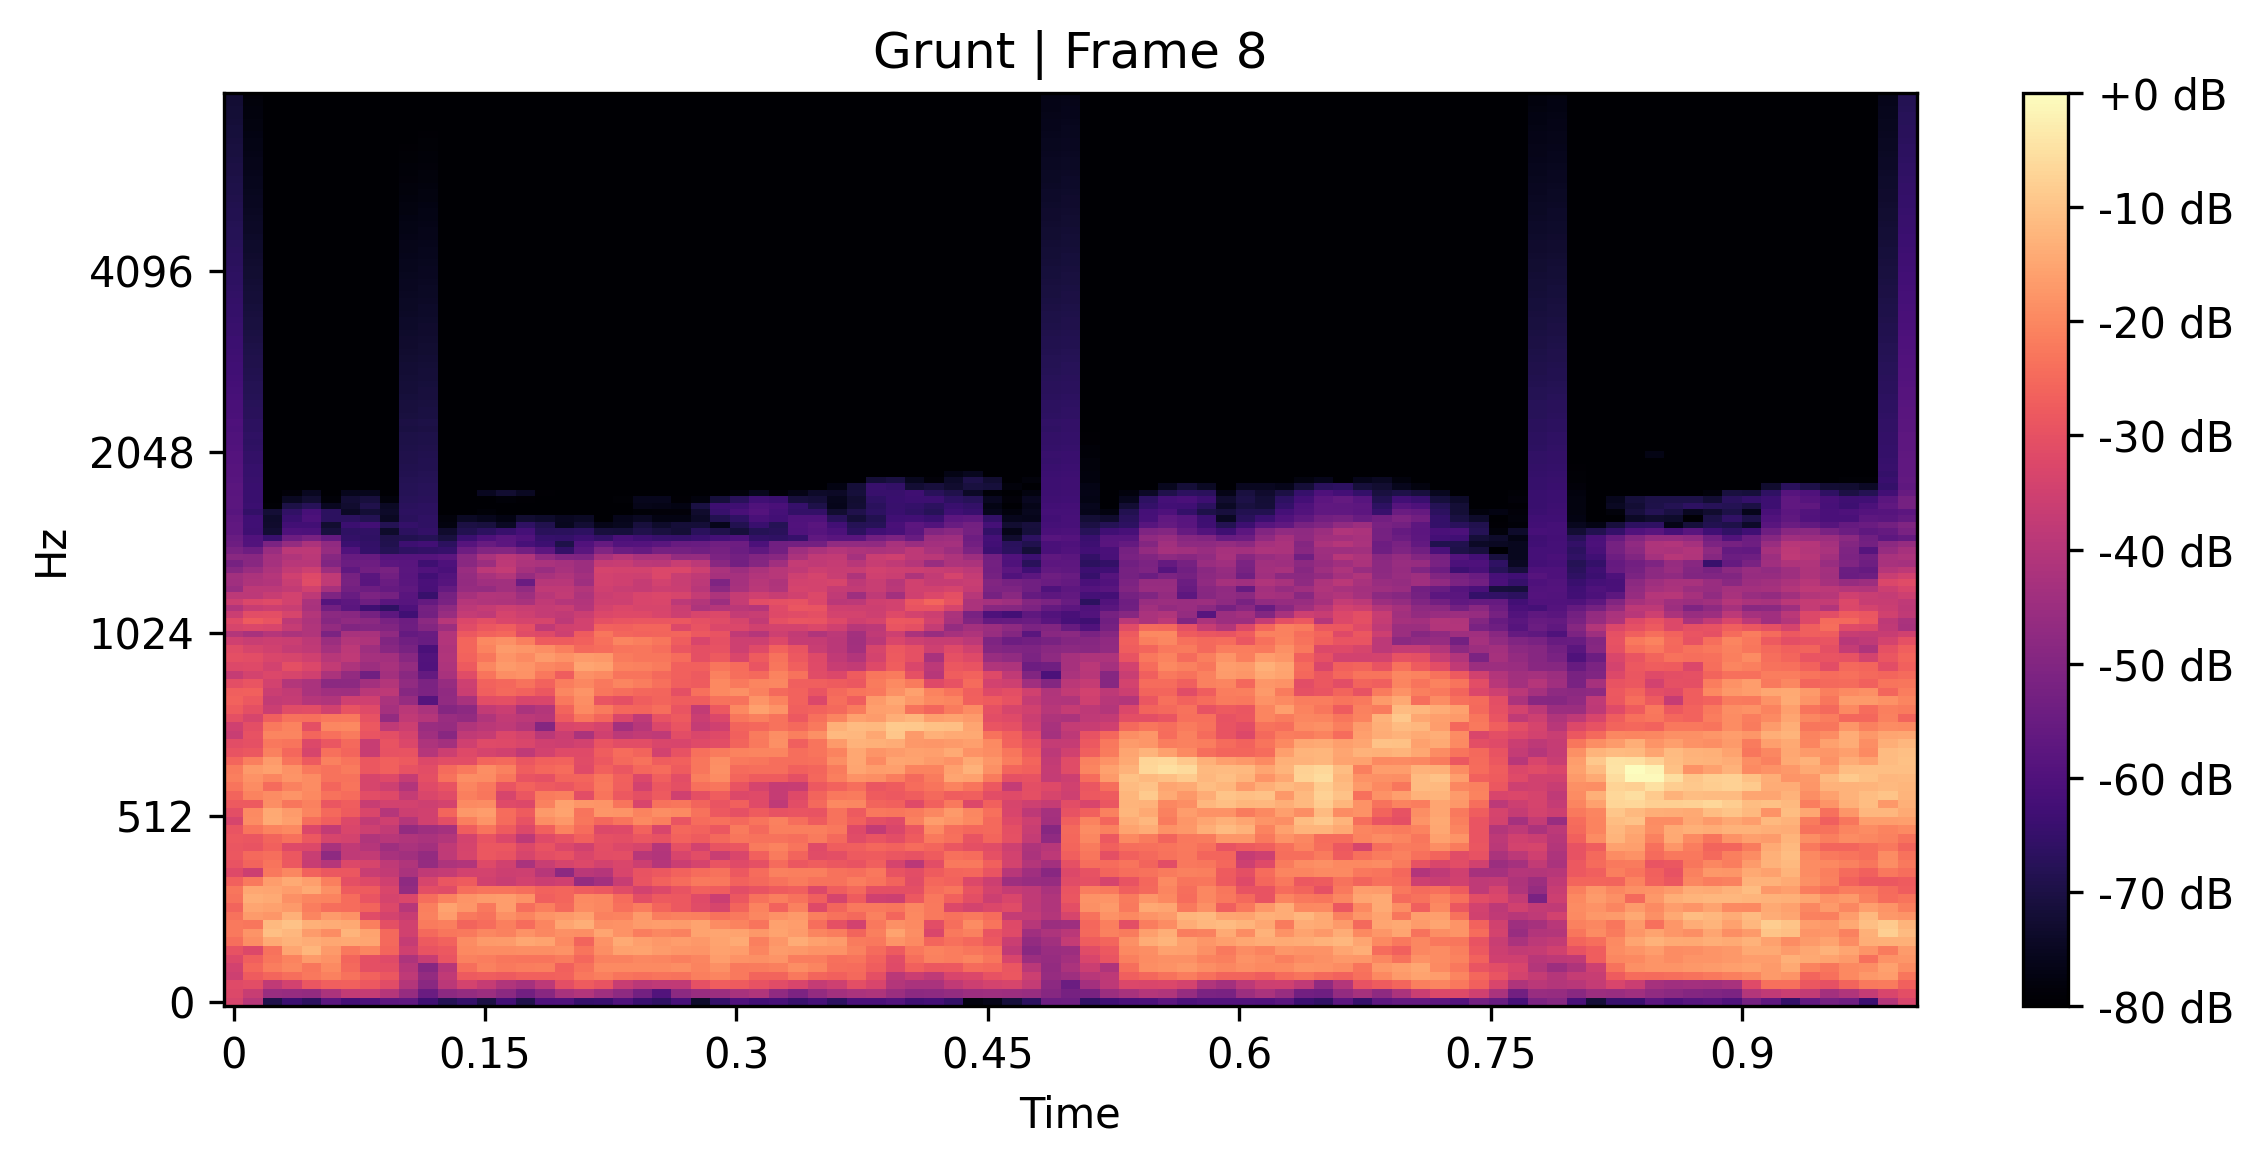 Grunt | Frame 8
+0 dB
-10 dB
4096
-20 dB
-30 dB
2048
Hz
-40 dB
1024
-50 dB
512
-60 dB
-70 dB
0
-80 dB
0 0.15 0.3 0.45 0.6 0.75 0.9
Time